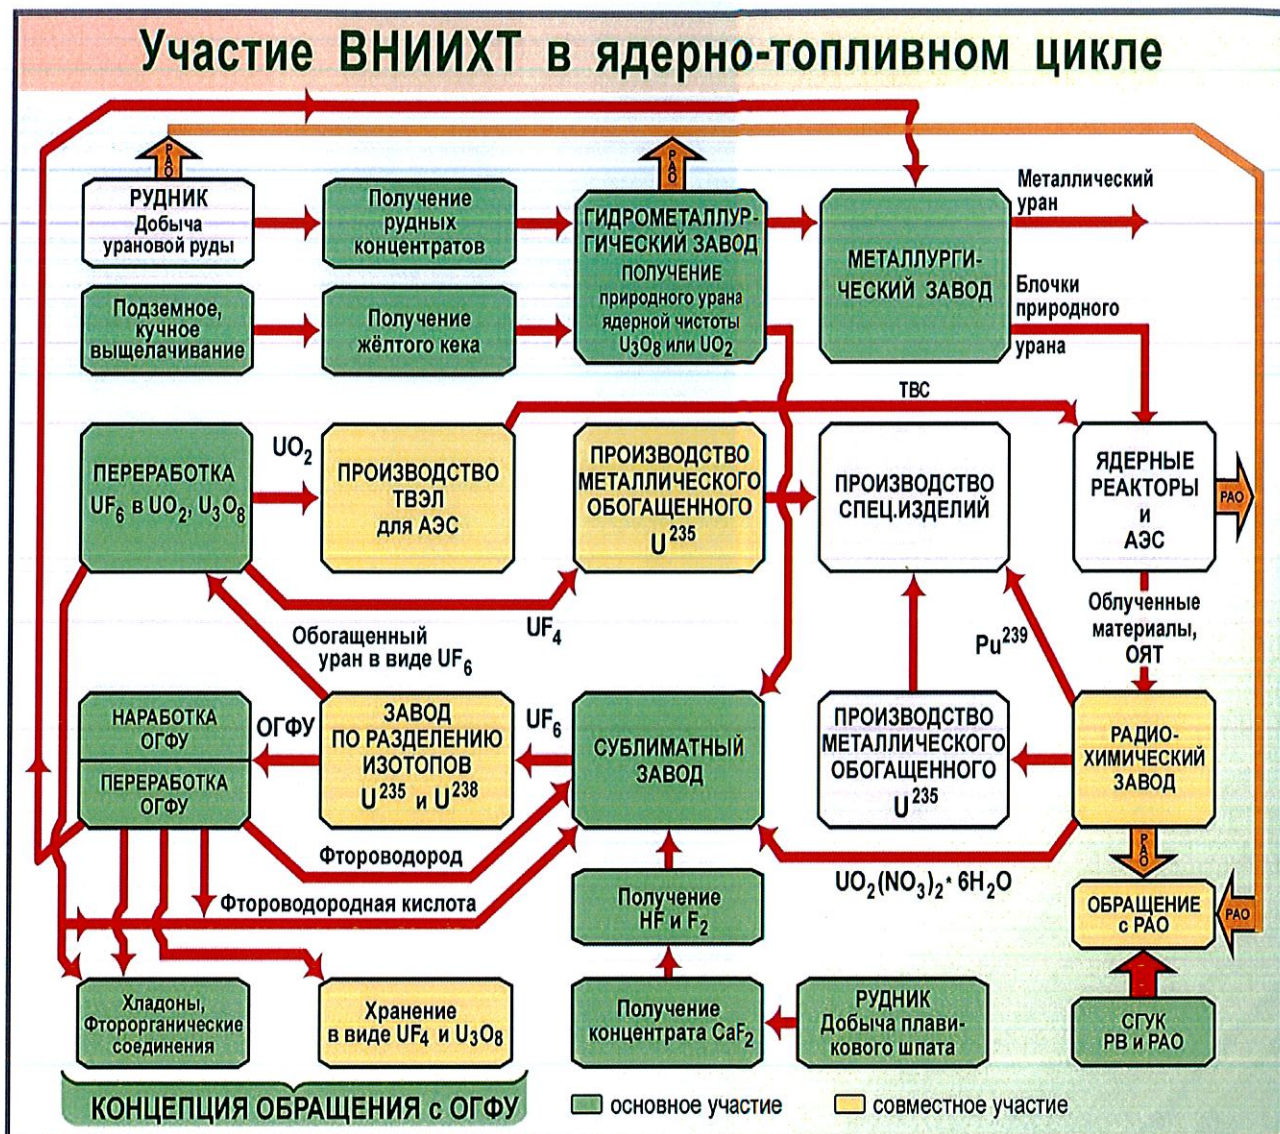 Участие ВНИИХТ в ядерно-топливном цикле
РАО
РАО
РУДНИК
Добыча
урановой руды
Получение
рудных
концентратов
ГИДРОМЕТАЛЛУР-
ГИЧЕСКИЙ ЗАВОД
ПОЛУЧЕНИЕ
природного урана
ядерной чистоты
U₃O₈ или UO₂
МЕТАЛЛУРГИ-
ЧЕСКИЙ ЗАВОД
Металлический
уран
Блочки
природного
урана
Подземное,
кучное
выщелачивание
Получение
жёлтого кека
ТВС
ПЕРЕРАБОТКА
UF₆ в UO₂, U₃O₈
UO₂
ПРОИЗВОДСТВО
ТВЭЛ
для АЭС
ПРОИЗВОДСТВО
МЕТАЛЛИЧЕСКОГО
ОБОГАЩЕННОГО
U²³⁵
ПРОИЗВОДСТВО
СПЕЦ.ИЗДЕЛИЙ
ЯДЕРНЫЕ
РЕАКТОРЫ
и
АЭС
РАО
Обогащенный
уран в виде UF₆
UF₄
Pu²³⁹
Облученные
материалы,
ОЯТ
НАРАБОТКА
ОГФУ
ПЕРЕРАБОТКА
ОГФУ
ОГФУ
ЗАВОД
ПО РАЗДЕЛЕНИЮ
ИЗОТОПОВ
U²³⁵ и U²³⁸
UF₆
СУБЛИМАТНЫЙ
ЗАВОД
ПРОИЗВОДСТВО
МЕТАЛЛИЧЕСКОГО
ОБОГАЩЕННОГО
U²³⁵
РАДИО-
ХИМИЧЕСКИЙ
ЗАВОД
РАО
Фтороводород
Фтороводородная кислота
Получение
HF и F₂
UO₂(NO₃)₂* 6H₂O
ОБРАЩЕНИЕ
с РАО
РАО
Хладоны,
Фторорганические
соединения
Хранение
в виде UF₄ и U₃O₈
Получение
концентрата CaF₂
РУДНИК
Добыча плави-
кового шпата
СГУК
РВ и РАО
КОНЦЕПЦИЯ ОБРАЩЕНИЯ с ОГФУ
основное участие
совместное участие